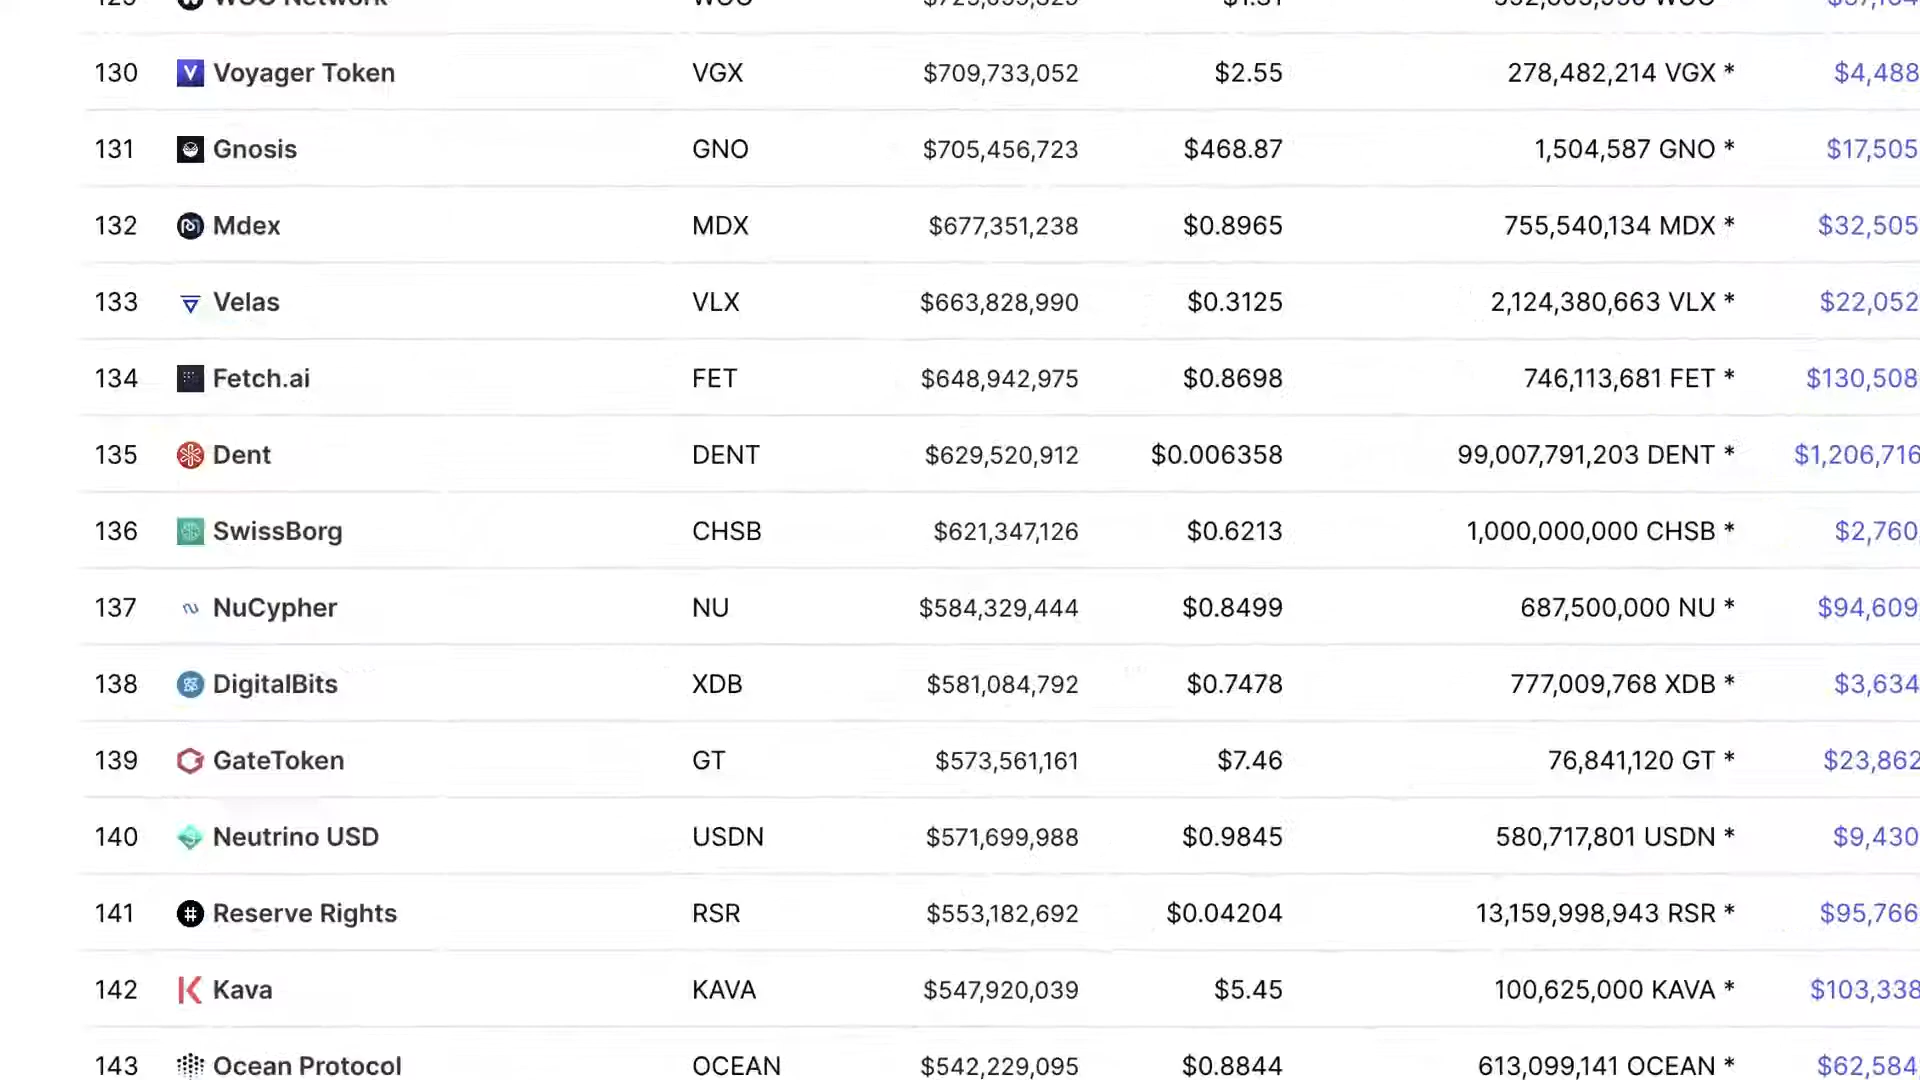 130 Voyager Token VGX $709,733,052 $2.55 278,482,214 VGX * $4,488
131 Gnosis GNO $705,456,723 $468.87 1,504,587 GNO * $17,505
132 Mdex MDX $677,351,238 $0.8965 755,540,134 MDX * $32,505
133 Velas VLX $663,828,990 $0.3125 2,124,380,663 VLX * $22,052
134 Fetch.ai FET $648,942,975 $0.8698 746,113,681 FET * $130,508
135 Dent DENT $629,520,912 $0.006358 99,007,791,203 DENT * $1,206,716
136 SwissBorg CHSB $621,347,126 $0.6213 1,000,000,000 CHSB * $2,760,
137 NuCypher NU $584,329,444 $0.8499 687,500,000 NU * $94,609
138 DigitalBits XDB $581,084,792 $0.7478 777,009,768 XDB * $3,634
139 GateToken GT $573,561,161 $7.46 76,841,120 GT * $23,862
140 Neutrino USD USDN $571,699,988 $0.9845 580,717,801 USDN * $9,430
141 Reserve Rights RSR $553,182,692 $0.04204 13,159,998,943 RSR * $95,766
142 Kava KAVA $547,920,039 $5.45 100,625,000 KAVA * $103,338
143 Ocean Protocol OCEAN $542,229,095 $0.8844 613,099,141 OCEAN * $62,584